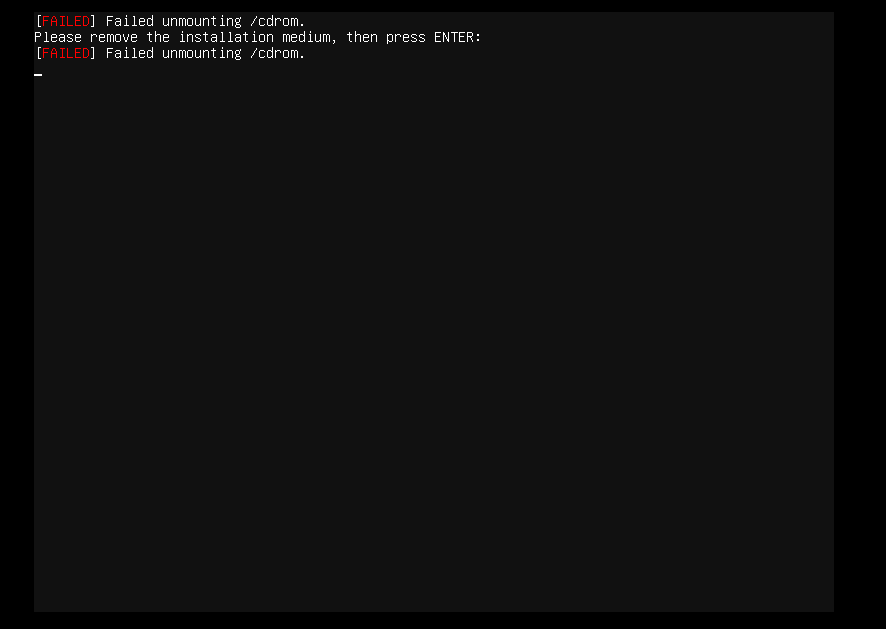 [FAILED] Failed unmounting /cdrom.
Please remove the installation medium, then press ENTER:
[FAILED] Failed unmounting /cdrom.